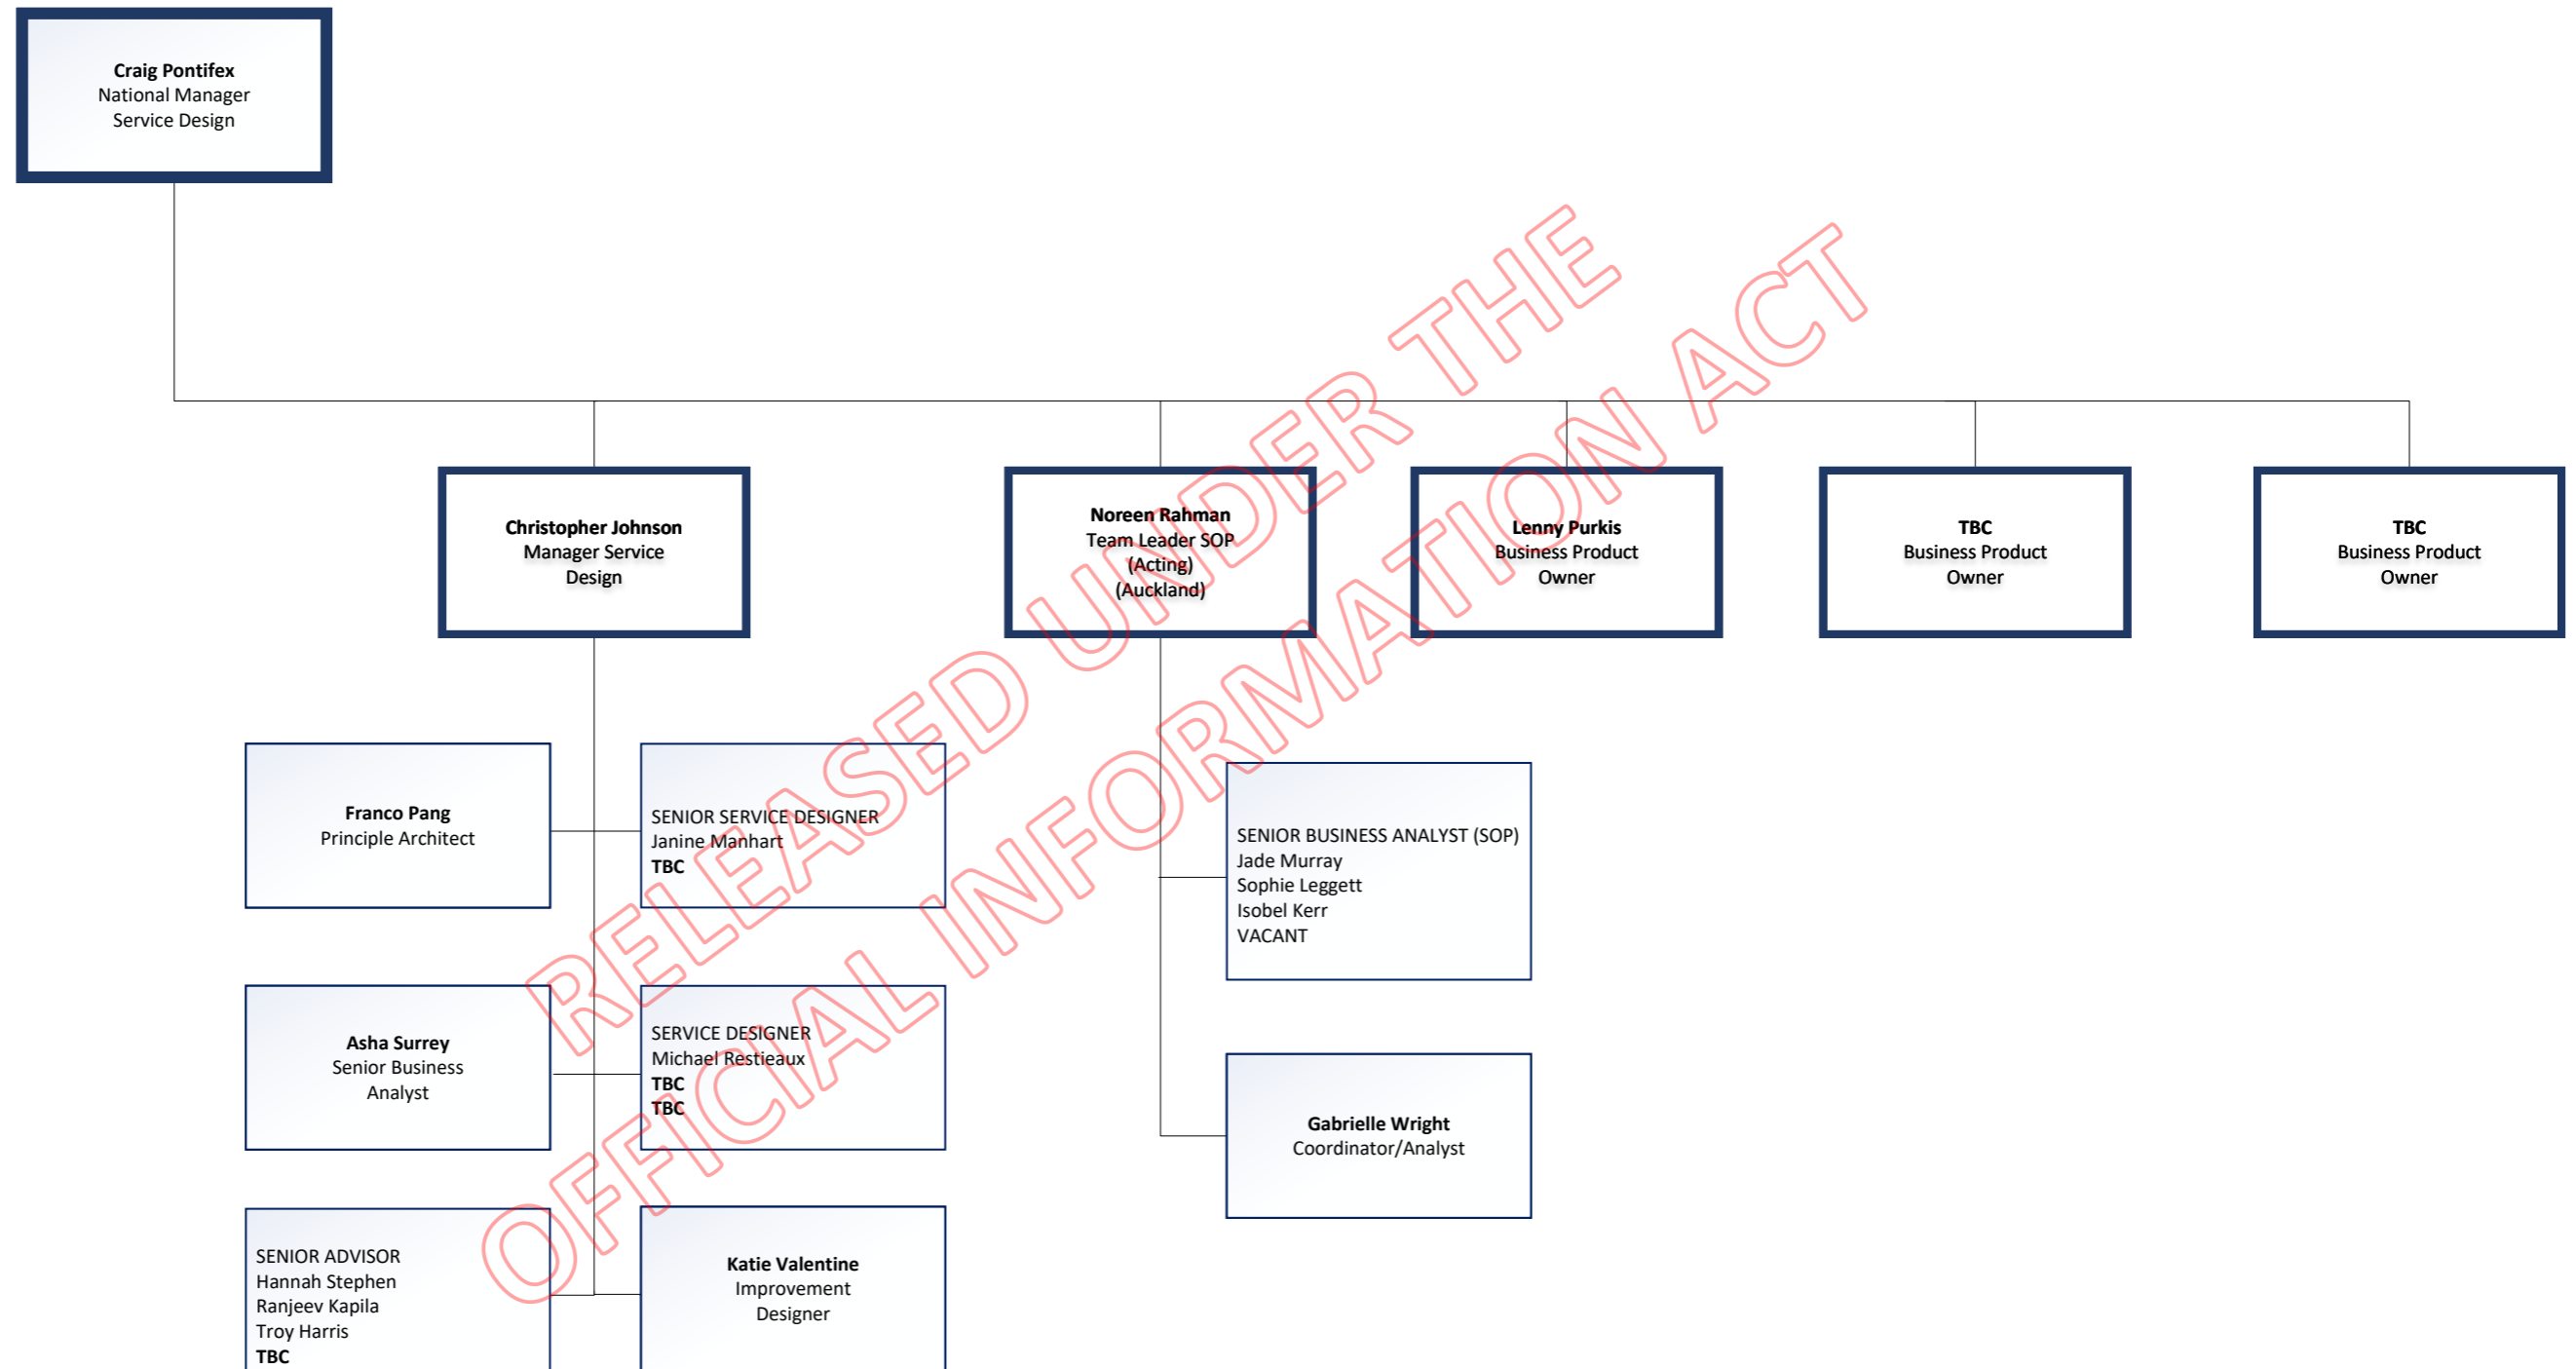 Craig Pontifex
National Manager
Service Design
Christopher Johnson
Manager Service
Design
Noreen Rahman
Team Leader SOP
(Acting)
(Auckland)
Lenny Purkis
Business Product
Owner
TBC
Business Product
Owner
TBC
Business Product
Owner
Franco Pang
Principle Architect
SENIOR SERVICE DESIGNER
Janine Manhart
TBC
SENIOR BUSINESS ANALYST (SOP)
Jade Murray
Sophie Leggett
Isobel Kerr
VACANT
Asha Surrey
Senior Business
Analyst
SERVICE DESIGNER
Michael Restieaux
TBC
TBC
Gabrielle Wright
Coordinator/Analyst
SENIOR ADVISOR
Hannah Stephen
Ranjeev Kapila
Troy Harris
TBC
Katie Valentine
Improvement
Designer
RELEASED UNDER THE
OFFICIAL INFORMATION ACT